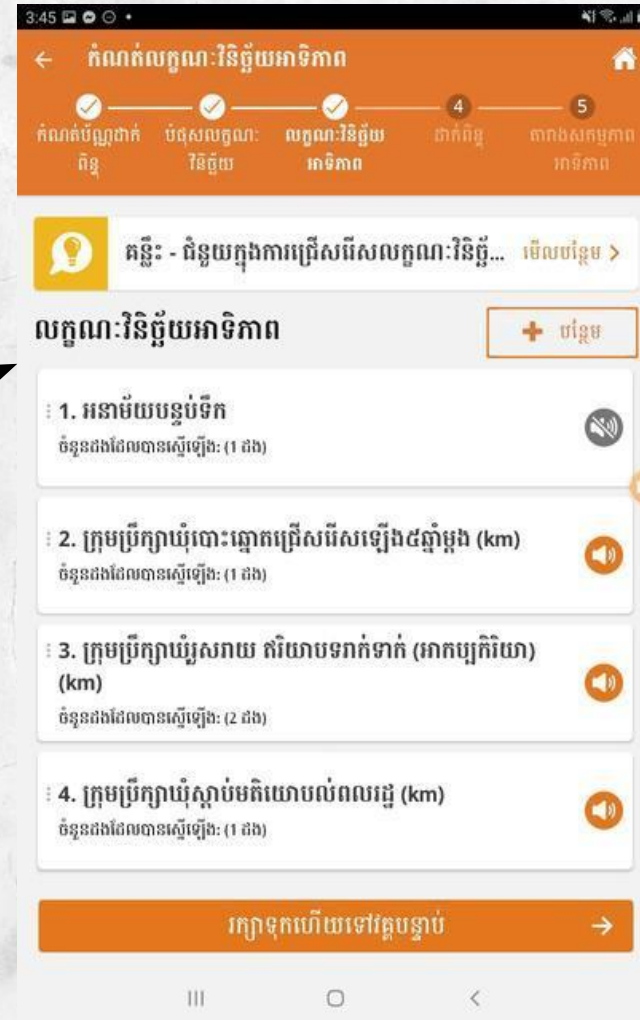 3:45
កំណត់លក្ខណៈវិនិច្ឆ័យអាទិភាព
4
5
កំណត់ប័ណ្ណដាក់
ពិន្ទុ
បំផុសលក្ខណៈ
វិនិច្ឆ័យ
លក្ខណៈវិនិច្ឆ័យ
អាទិភាព
ដាក់ពិន្ទុ
តារាងសកម្មភាព
អាទិភាព
គន្លឹះ - ជំនួយក្នុងការជ្រើសរើសលក្ខណៈវិនិច្ឆ័... មើលបន្ថែម >
លក្ខណៈវិនិច្ឆ័យអាទិភាព
+ បន្ថែម
1. អនាម័យបន្ទប់ទឹក
ចំនួនដងដែលបានស្នើឡើង: (1 ដង)
2. ក្រុមប្រឹក្សាឃុំបោះឆ្នោតជ្រើសរើសឡើង៥ឆ្នាំម្ដង (km)
ចំនួនដងដែលបានស្នើឡើង: (1 ដង)
3. ក្រុមប្រឹក្សាឃុំរួសរាយ ឥរិយាបទរាក់ទាក់ (អាកប្បកិរិយា)
(km)
ចំនួនដងដែលបានស្នើឡើង: (2 ដង)
4. ក្រុមប្រឹក្សាឃុំស្ដាប់មតិយោបល់ពលរដ្ឋ (km)
ចំនួនដងដែលបានស្នើឡើង: (1 ដង)
រក្សាទុកហើយទៅវគ្គបន្ទាប់